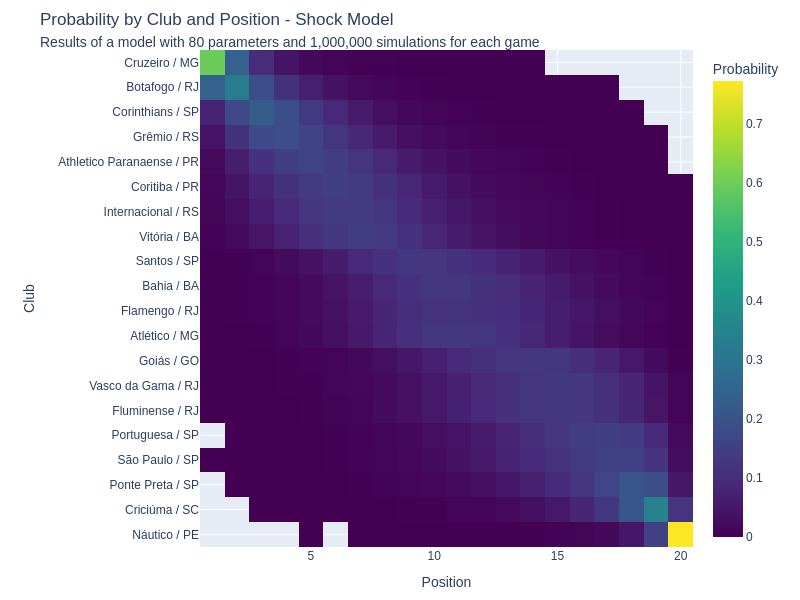 Probability by Club and Position - Shock Model
Results of a model with 80 parameters and 1,000,000 simulations for each game
Probability
Club
Cruzeiro / MG
Botafogo / RJ
Corinthians / SP
Grêmio / RS
Athletico Paranaense / PR
Coritiba / PR
Internacional / RS
Vitória / BA
Santos / SP
Bahia / BA
Flamengo / RJ
Atlético / MG
Goiás / GO
Vasco da Gama / RJ
Fluminense / RJ
Portuguesa / SP
São Paulo / SP
Ponte Preta / SP
Criciúma / SC
Náutico / PE
0.7
0.6
0.5
0.4
0.3
0.2
0.1
0
5 10 15 20
Position